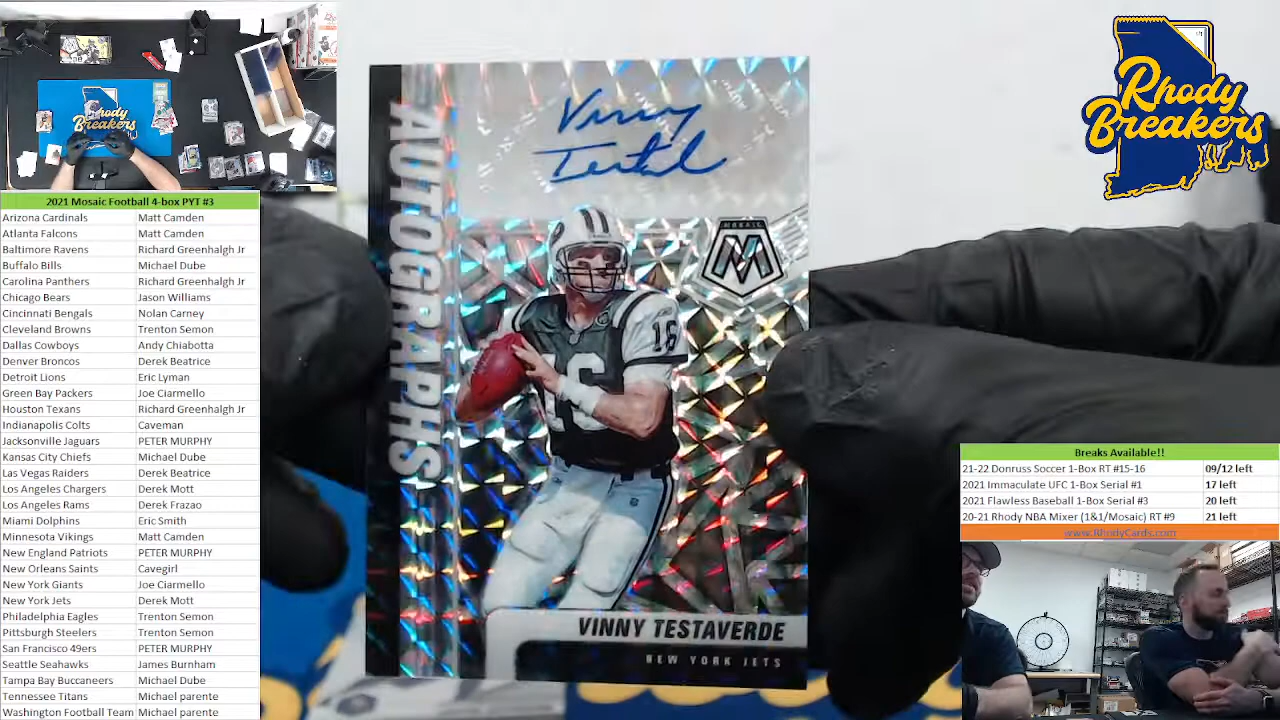 2021 Mosaic Football 4-box PYT #3
Arizona Cardinals Matt Camden
Atlanta Falcons Matt Camden
Baltimore Ravens Richard Greenhalgh Jr
Buffalo Bills Michael Dube
Carolina Panthers Richard Greenhalgh Jr
Chicago Bears Jason Williams
Cincinnati Bengals Nolan Carney
Cleveland Browns Trenton Semon
Dallas Cowboys Andy Chiabotta
Denver Broncos Derek Beatrice
Detroit Lions Eric Lyman
Green Bay Packers Joe Ciarmello
Houston Texans Richard Greenhalgh Jr
Indianapolis Colts Caveman
Jacksonville Jaguars PETER MURPHY
Kansas City Chiefs Michael Dube
Las Vegas Raiders Derek Beatrice
Los Angeles Chargers Derek Mott
Los Angeles Rams Derek Frazao
Miami Dolphins Eric Smith
Minnesota Vikings Matt Camden
New England Patriots PETER MURPHY
New Orleans Saints Cavegirl
New York Giants Joe Ciarmello
New York Jets Derek Mott
Philadelphia Eagles Trenton Semon
Pittsburgh Steelers Trenton Semon
San Francisco 49ers PETER MURPHY
Seattle Seahawks James Burnham
Tampa Bay Buccaneers Michael Dube
Tennessee Titans Michael parente
Washington Football Team Michael parente
Rhody
Breakers
AUTOGRAPHS
Vinny
MOSAIC
M
16
16
VINNY TESTAVERDE
NEW YORK JETS
Rhody
Breakers
Breaks Available!!
21-22 Donruss Soccer 1-Box RT #15-16 09/12 left
2021 Immaculate UFC 1-Box Serial #1 17 left
2021 Flawless Baseball 1-Box Serial #3 20 left
20-21 Rhody NBA Mixer (1&1/Mosaic) RT #9 21 left
www.RhodyCards.com